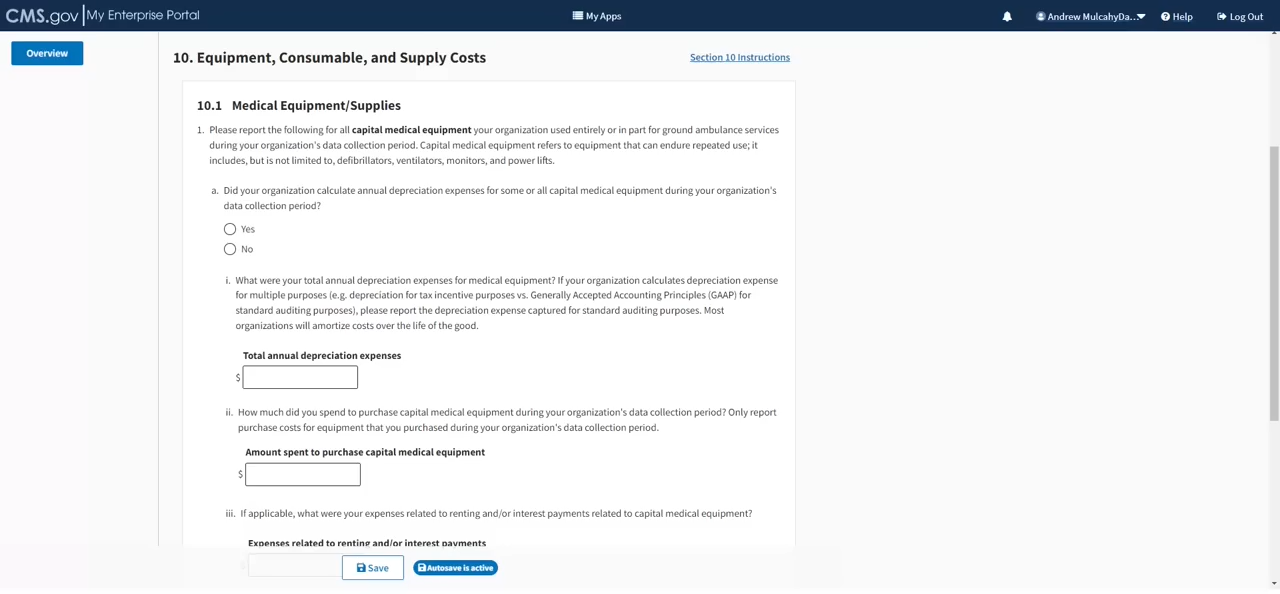 CMS.gov My Enterprise Portal
My Apps
Andrew MulcahyDa...
Help
Log Out
Overview
10. Equipment, Consumable, and Supply Costs
Section 10 Instructions
10.1 Medical Equipment/Supplies
1. Please report the following for all capital medical equipment your organization used entirely or in part for ground ambulance services
during your organization's data collection period. Capital medical equipment refers to equipment that can endure repeated use; it
includes, but is not limited to, defibrillators, ventilators, monitors, and power lifts.
a. Did your organization calculate annual depreciation expenses for some or all capital medical equipment during your organization's
data collection period?
Yes
No
i. What were your total annual depreciation expenses for medical equipment? If your organization calculates depreciation expense
for multiple purposes (e.g. depreciation for tax incentive purposes vs. Generally Accepted Accounting Principles (GAAP) for
standard auditing purposes), please report the depreciation expense captured for standard auditing purposes. Most
organizations will amortize costs over the life of the good.
Total annual depreciation expenses
$
ii. How much did you spend to purchase capital medical equipment during your organization's data collection period? Only report
purchase costs for equipment that you purchased during your organization's data collection period.
Amount spent to purchase capital medical equipment
$
iii. If applicable, what were your expenses related to renting and/or interest payments related to capital medical equipment?
Expenses related to renting and/or interest payments
Save
Autosave is active